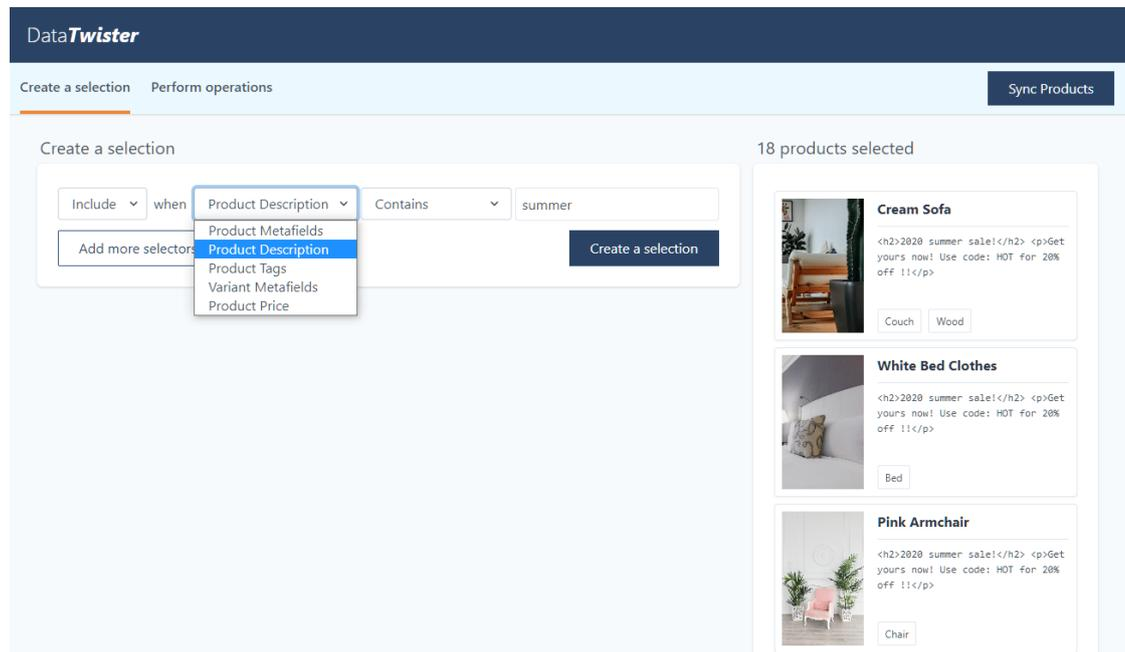 DataTwister
Create a selection
Perform operations
Sync Products
Create a selection
Include when Product Description Contains summer
Product Metafields
Product Description
Product Tags
Variant Metafields
Product Price
Add more selectors
Create a selection
18 products selected
Cream Sofa
<h2>2020 summer sale!</h2> <p>Get
yours now! Use code: HOT for 20%
off !!</p>
Couch Wood
White Bed Clothes
<h2>2020 summer sale!</h2> <p>Get
yours now! Use code: HOT for 20%
off !!</p>
Bed
Pink Armchair
<h2>2020 summer sale!</h2> <p>Get
yours now! Use code: HOT for 20%
off !!</p>
Chair